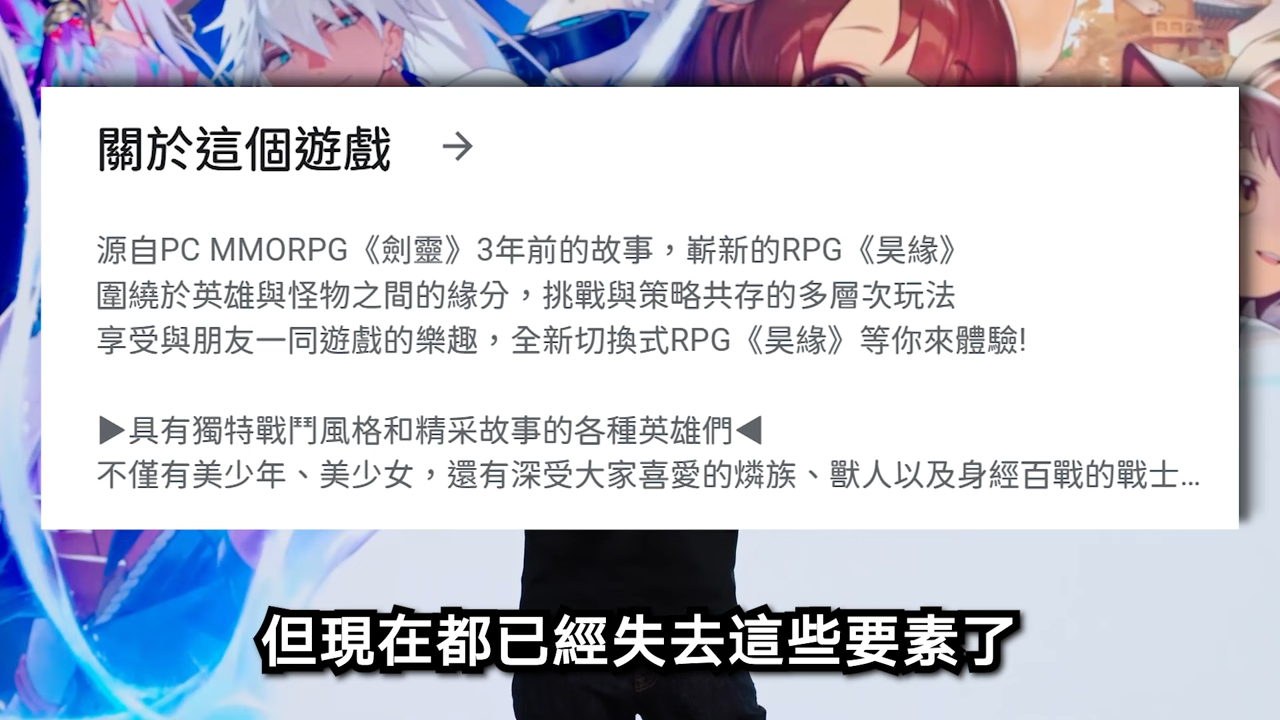 關於這個遊戲 →
源自PC MMORPG《劍靈》3年前的故事，嶄新的RPG《昊緣》
圍繞於英雄與怪物之間的緣分，挑戰與策略共存的多層次玩法
享受與朋友一同遊戲的樂趣，全新切換式RPG《昊緣》等你來體驗!
▶具有獨特戰鬥風格和精采故事的各種英雄們◀
不僅有美少年、美少女，還有深受大家喜愛的燐族、獸人以及身經百戰的戰士...
但現在都已經失去這些要素了